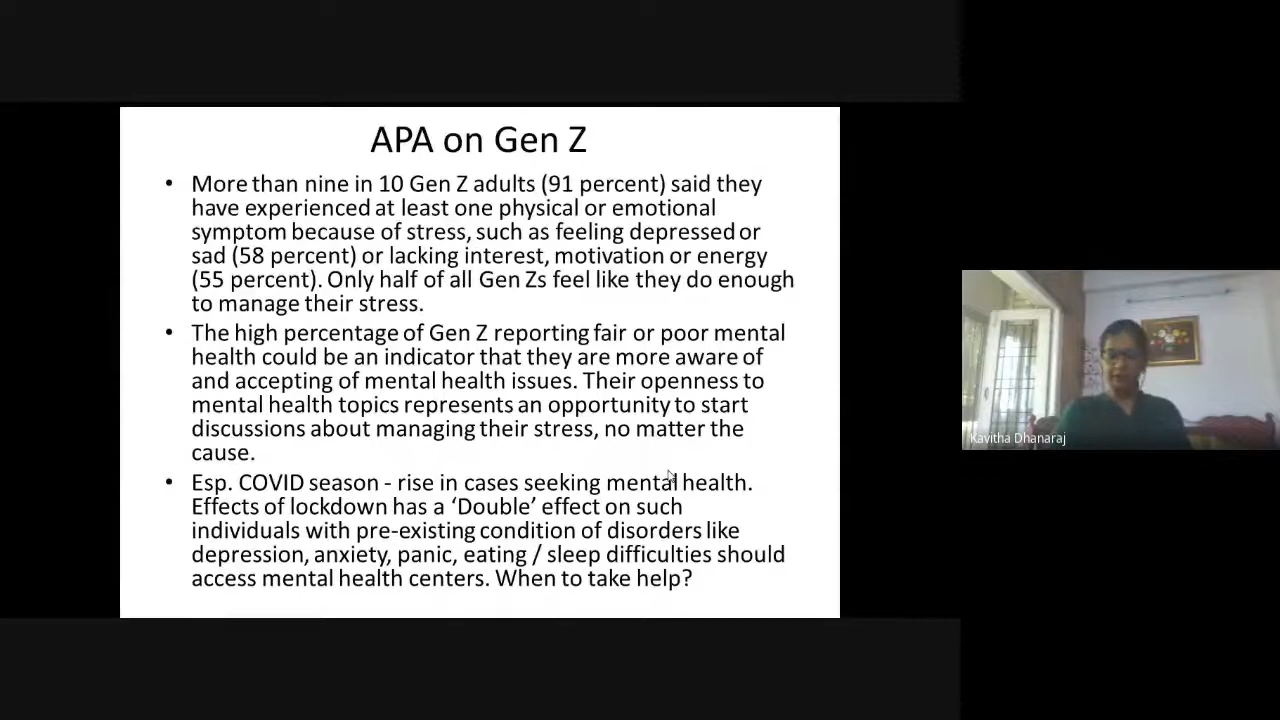 APA on Gen Z
• More than nine in 10 Gen Z adults (91 percent) said they
have experienced at least one physical or emotional
symptom because of stress, such as feeling depressed or
sad (58 percent) or lacking interest, motivation or energy
(55 percent). Only half of all Gen Zs feel like they do enough
to manage their stress.
• The high percentage of Gen Z reporting fair or poor mental
health could be an indicator that they are more aware of
and accepting of mental health issues. Their openness to
mental health topics represents an opportunity to start
discussions about managing their stress, no matter the
cause.
• Esp. COVID season - rise in cases seeking mental health.
Effects of lockdown has a ‘Double’ effect on such
individuals with pre-existing condition of disorders like
depression, anxiety, panic, eating / sleep difficulties should
access mental health centers. When to take help?
Kavitha Dhanaraj